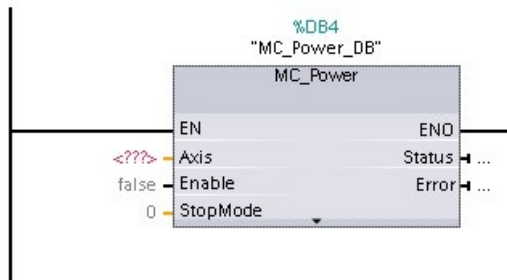 %DB4
"MC_Power_DB"
MC_Power
EN ENO
<???> Axis Status ...
false Enable Error ...
0 StopMode